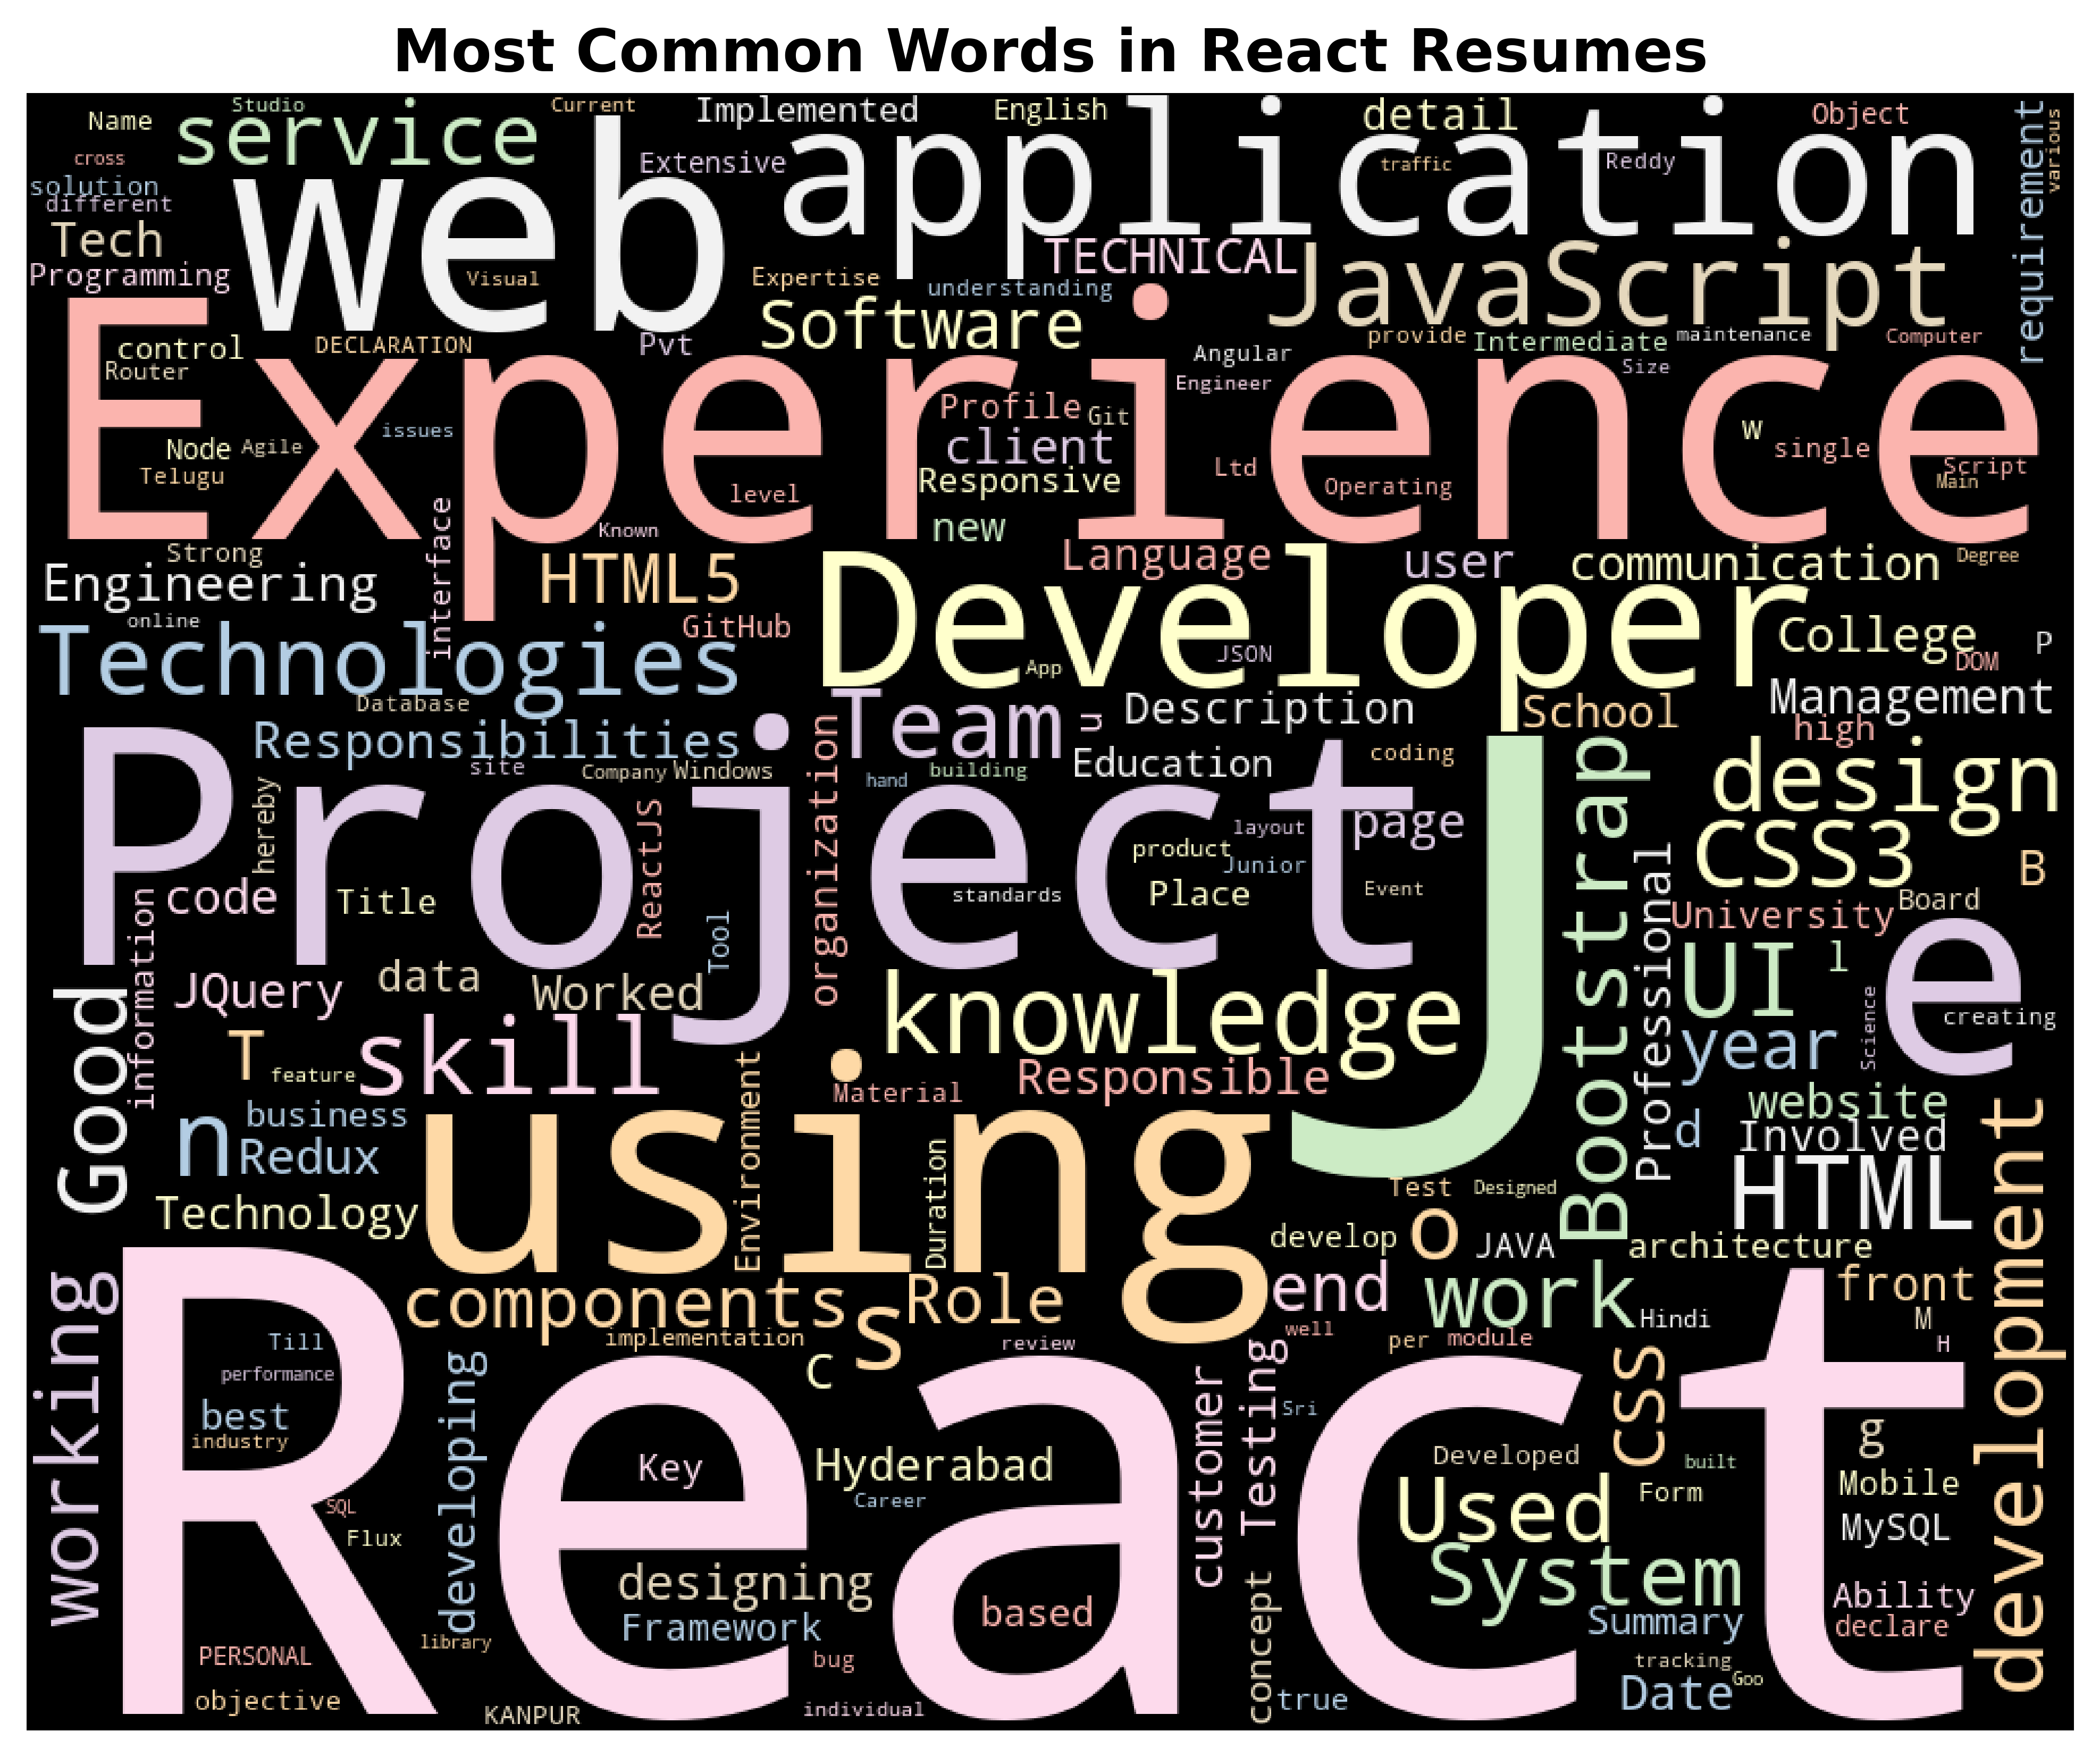 Most Common Words in React Resumes
Name
Studio
Current
Implemented
English
detail
Object
requirement
various
service
web
application
cross
Extensive
traffic
Reddy
solution
different
Tech
TECHNICAL
JavaScript
Programming
Visual
Expertise
understanding
Software
control
DECLARATION
Pvt
provide
Intermediate
maintenance
Computer
Router
Angular
Size
Experience
Engineer
Profile
Git
issues
Node
Agile
client
W
single
Telugu
level
Responsive
Ltd
Operating
Script
Main
interface
Known
new
Strong
HTML5
Language
user
communication
Degree
Engineering
Developer
online
GitHub
College
P
Technologies
App
JSON
DOM
Database
Team
u
Description
School
Management
Responsibilities
high
site
Company
Windows
hand
building
Education
coding
design
Project
J
hereby
ReactJS
organization
layout
page
Bootstrap
product
Junior
CSS3
B
code
Title
standards
Place
Event
Professional
University
Board
e
information
Tool
JQuery
data
Worked
knowledge
UI
l
Good
creating
T
feature
skill
year
Science
Material
Responsible
business
using
website
n
Redux
Environment
d
Involved
Technology
Duration
Test
Designed
HTML
development
develop
o
JAVA
architecture
working
React
components
s
Role
end
work
front
Hindi
M
Till
implementation
review
well
per
module
H
performance
developing
C
customer
Testing
CSS
best
Sri
g
industry
Key
Hyderabad
Developed
built
Career
Used
Form
Mobile
SQL
Flux
MySQL
designing
System
Framework
based
concept
Summary
Ability
declare
library
PERSONAL
bug
tracking
Goo
objective
KANPUR
individual
true
Date